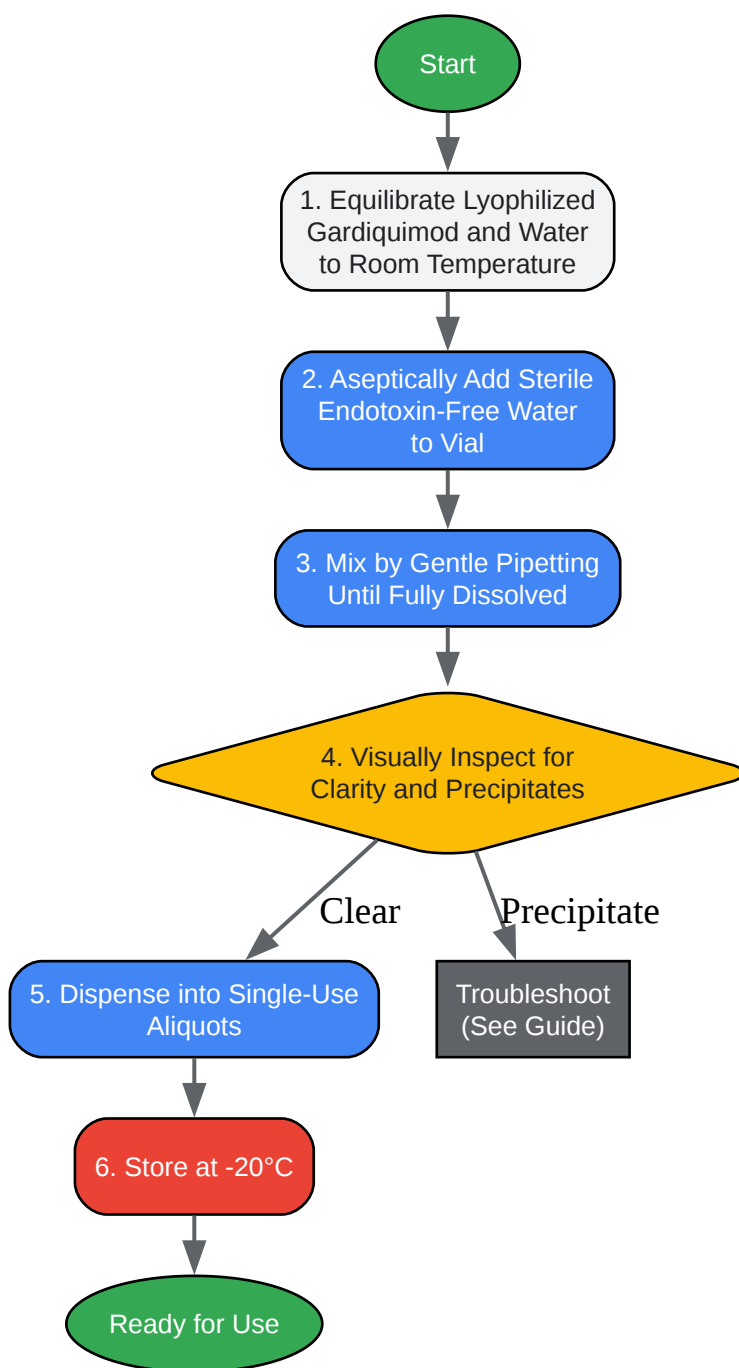 Start
1. Equilibrate Lyophilized
Gardiquimod and Water
to Room Temperature
2. Aseptically Add Sterile
Endotoxin-Free Water
to Vial
3. Mix by Gentle Pipetting
Until Fully Dissolved
4. Visually Inspect for
Clarity and Precipitates
Clear
Precipitate
5. Dispense into Single-Use
Aliquots
Troubleshoot
(See Guide)
6. Store at -20°C
Ready for Use